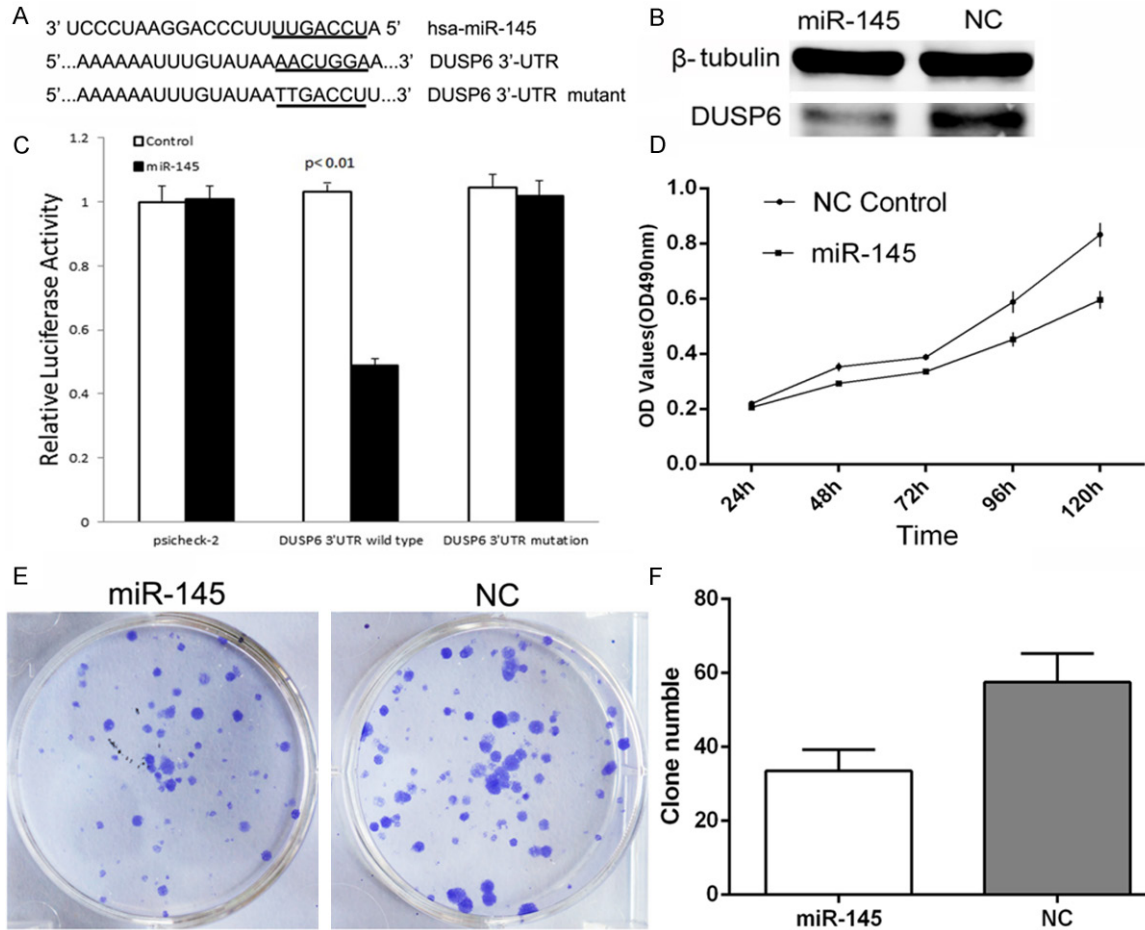 A
3' UCCCUAAGGACCCUUUUGACCUA 5' hsa-miR-145
5'...AAAAAAUUUGUAUAAAACUGGAA...3' DUSP6 3'-UTR
5'...AAAAAAUUUGUAUAATTGACCUU...3' DUSP6 3'-UTR mutant
B
miR-145 NC
β- tubulin
DUSP6
C
Control
miR-145
p< 0.01
Relative Luciferase Activity
1.2
1
0.8
0.6
0.4
0.2
0
psicheck-2 DUSP6 3'UTR wild type DUSP6 3'UTR mutation
D
NC Control
miR-145
OD Values(OD490nm)
1.0
0.8
0.6
0.4
0.2
0.0
24h 48h 72h 96h 120h
Time
E
miR-145 NC
F
Clone numble
80
60
40
20
0
miR-145 NC